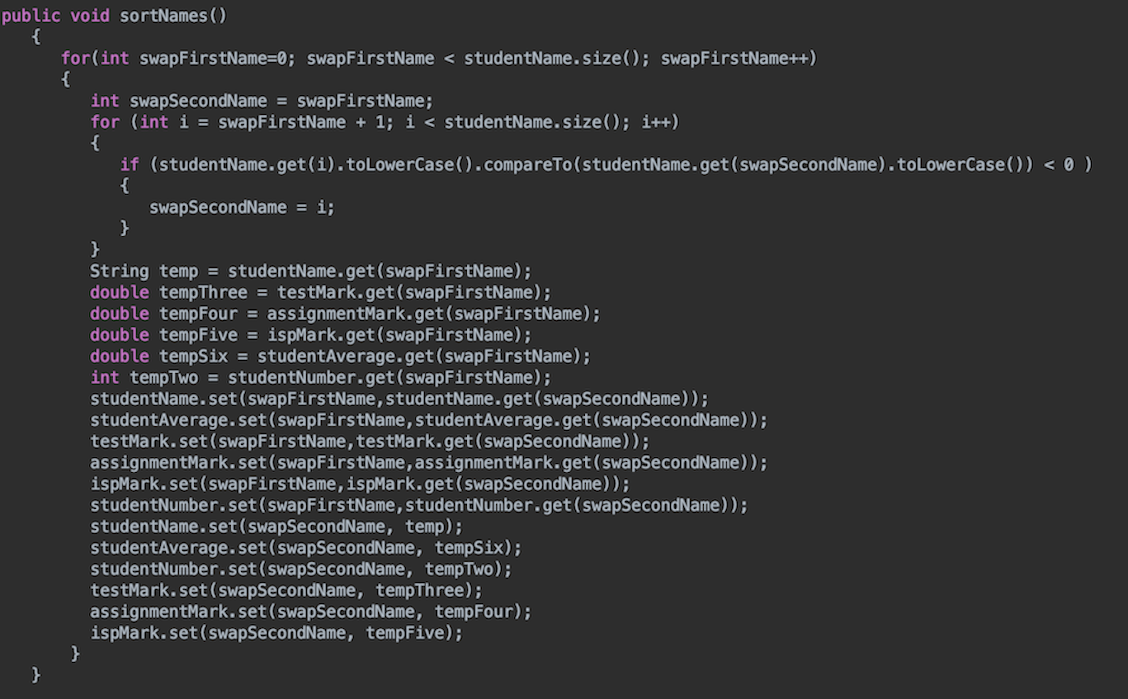 public void sortNames()
{
for(int swapFirstName=0; swapFirstName < studentName.size(); swapFirstName++)
{
int swapSecondName = swapFirstName;
for (int i = swapFirstName + 1; i < studentName.size(); i++)
{
if (studentName.get(i).toLowerCase().compareTo(studentName.get(swapSecondName).toLowerCase()) < 0 )
{
swapSecondName = i;
}
}
String temp = studentName.get(swapFirstName);
double tempThree = testMark.get(swapFirstName);
double tempFour = assignmentMark.get(swapFirstName);
double tempFive = ispMark.get(swapFirstName);
double tempSix = studentAverage.get(swapFirstName);
int tempTwo = studentNumber.get(swapFirstName);
studentName.set(swapFirstName,studentName.get(swapSecondName));
studentAverage.set(swapFirstName,studentAverage.get(swapSecondName));
testMark.set(swapFirstName,testMark.get(swapSecondName));
assignmentMark.set(swapFirstName,assignmentMark.get(swapSecondName));
ispMark.set(swapFirstName,ispMark.get(swapSecondName));
studentNumber.set(swapFirstName,studentNumber.get(swapSecondName));
studentName.set(swapSecondName, temp);
studentAverage.set(swapSecondName, tempSix);
studentNumber.set(swapSecondName, tempTwo);
testMark.set(swapSecondName, tempThree);
assignmentMark.set(swapSecondName, tempFour);
ispMark.set(swapSecondName, tempFive);
}
}